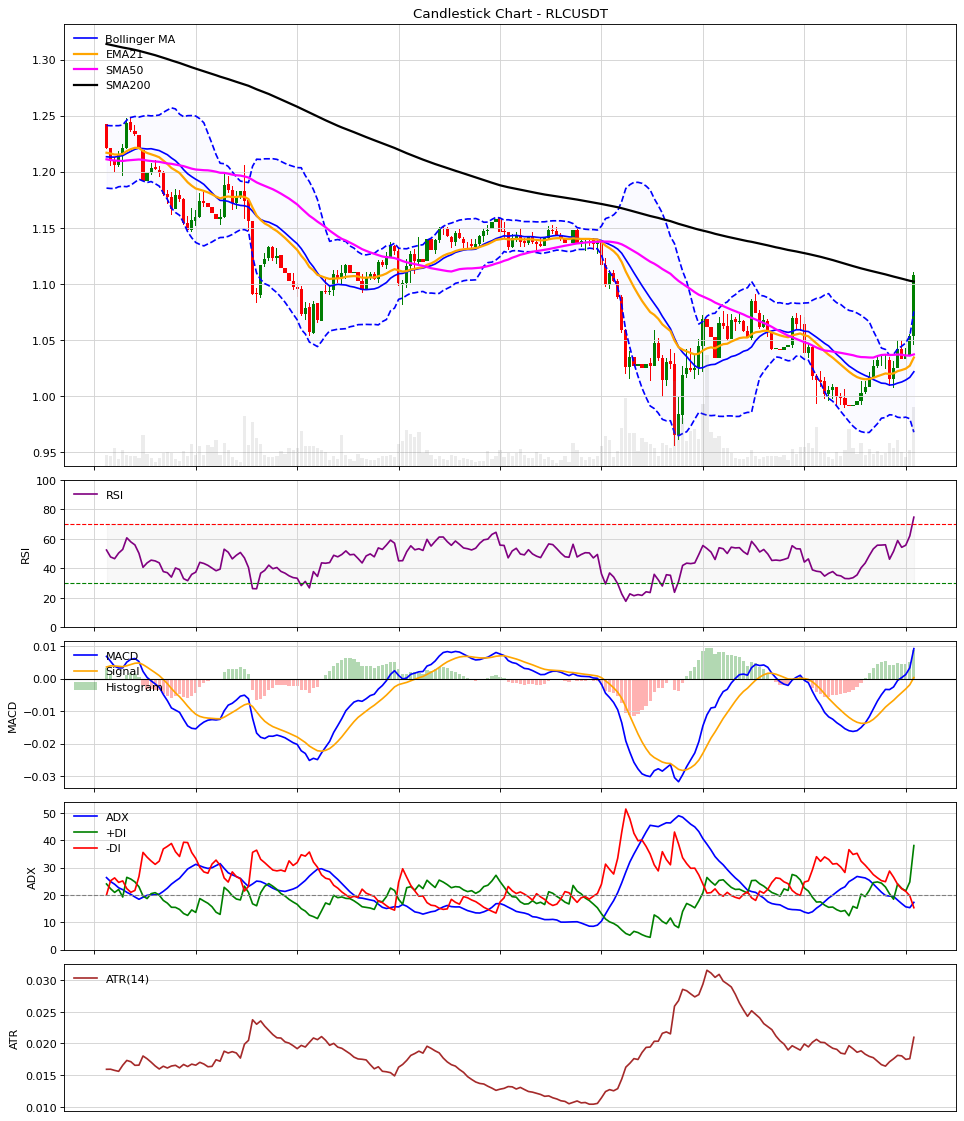 Candlestick Chart - RLCUSDT
Bollinger MA
EMA21
SMA50
SMA200
1.30
1.25
1.20
1.15
1.10
1.05
1.00
0.95
RSI
RSI
100
80
60
40
20
0
MACD
Signal
Histogram
MACD
0.01
0.00
−0.01
−0.02
−0.03
ADX
+DI
-DI
ADX
50
40
30
20
10
0
ATR(14)
ATR
0.030
0.025
0.020
0.015
0.010